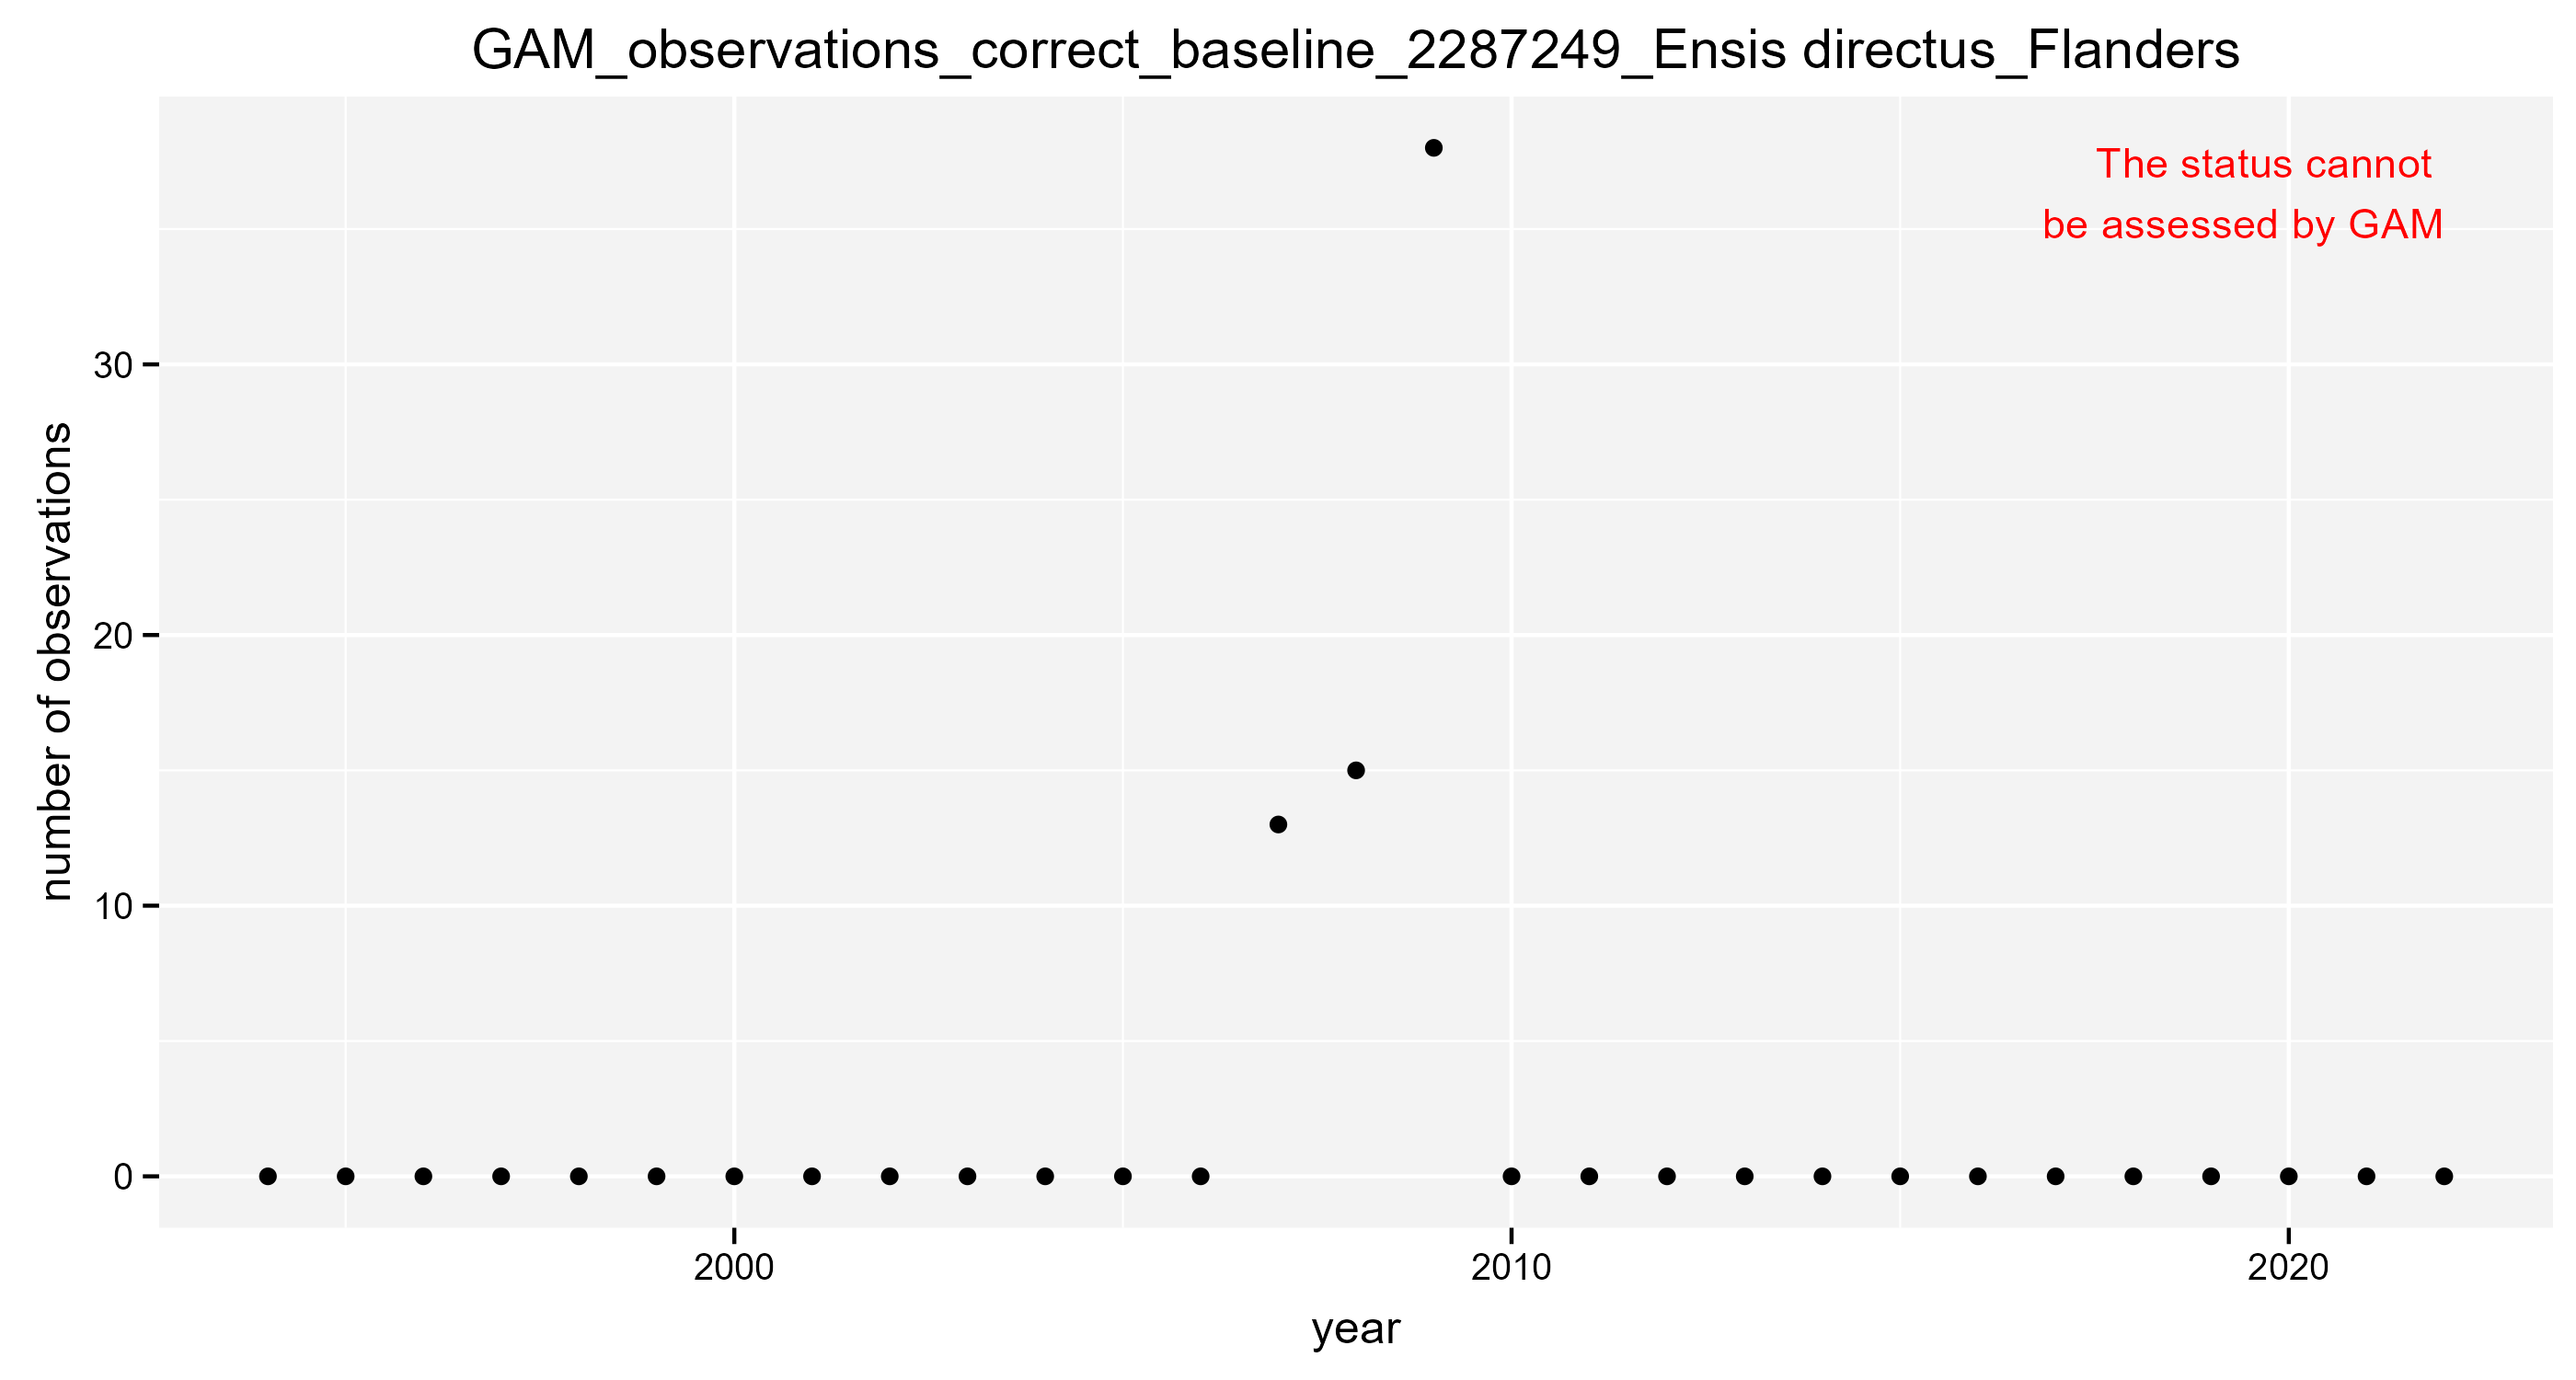 GAM_observations_correct_baseline_2287249_Ensis directus_Flanders
The status cannot
be assessed by GAM
30
20
10
0
number of observations
2000
2010
2020
year